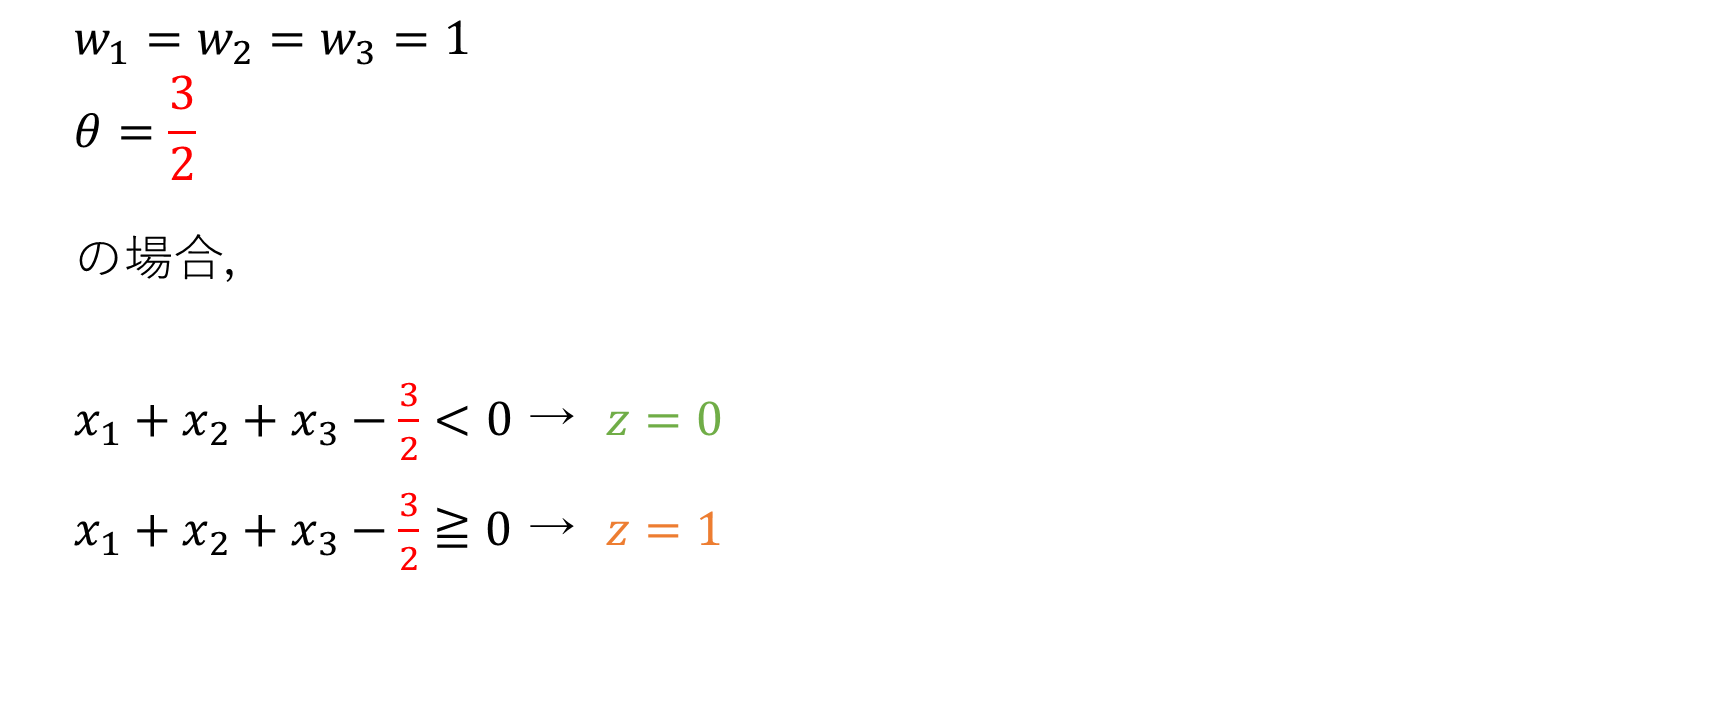 w₁ = w₂ = w₃ = 1
θ = 3/2
の場合,
x₁ + x₂ + x₃ − 3/2 < 0 → z = 0
x₁ + x₂ + x₃ − 3/2 ≧ 0 → z = 1